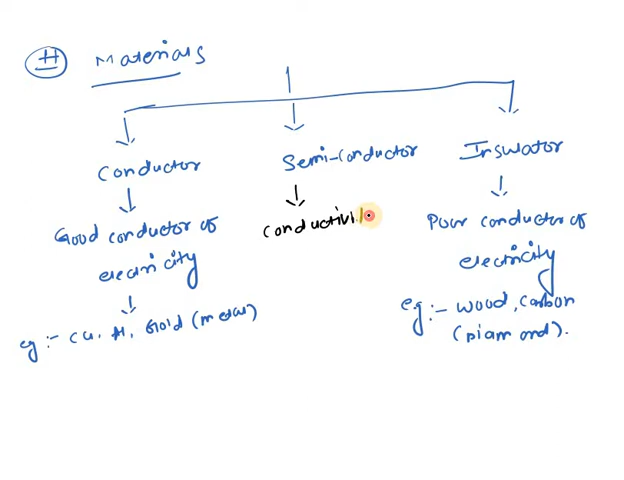 # Materials
Conductor
Semi-conductor
Insulator
Good conductor of
electricity
conductivi
Poor conductor of
electricity
eg :- Cu, Al, Gold (metal)
eg :- wood, carbon
(Diamond).